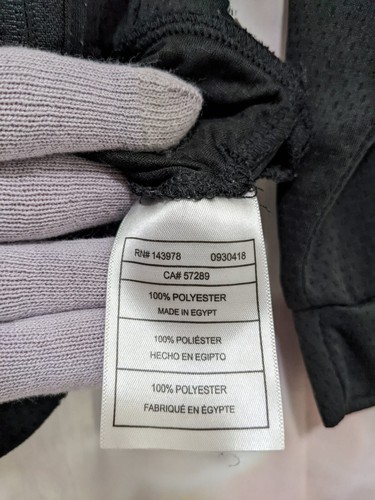 RN# 143978 0930418
CA# 57289
100% POLYESTER
MADE IN EGYPT
100% POLIÉSTER
HECHO EN EGIPTO
100% POLYESTER
FABRIQUÉ EN ÉGYPTE